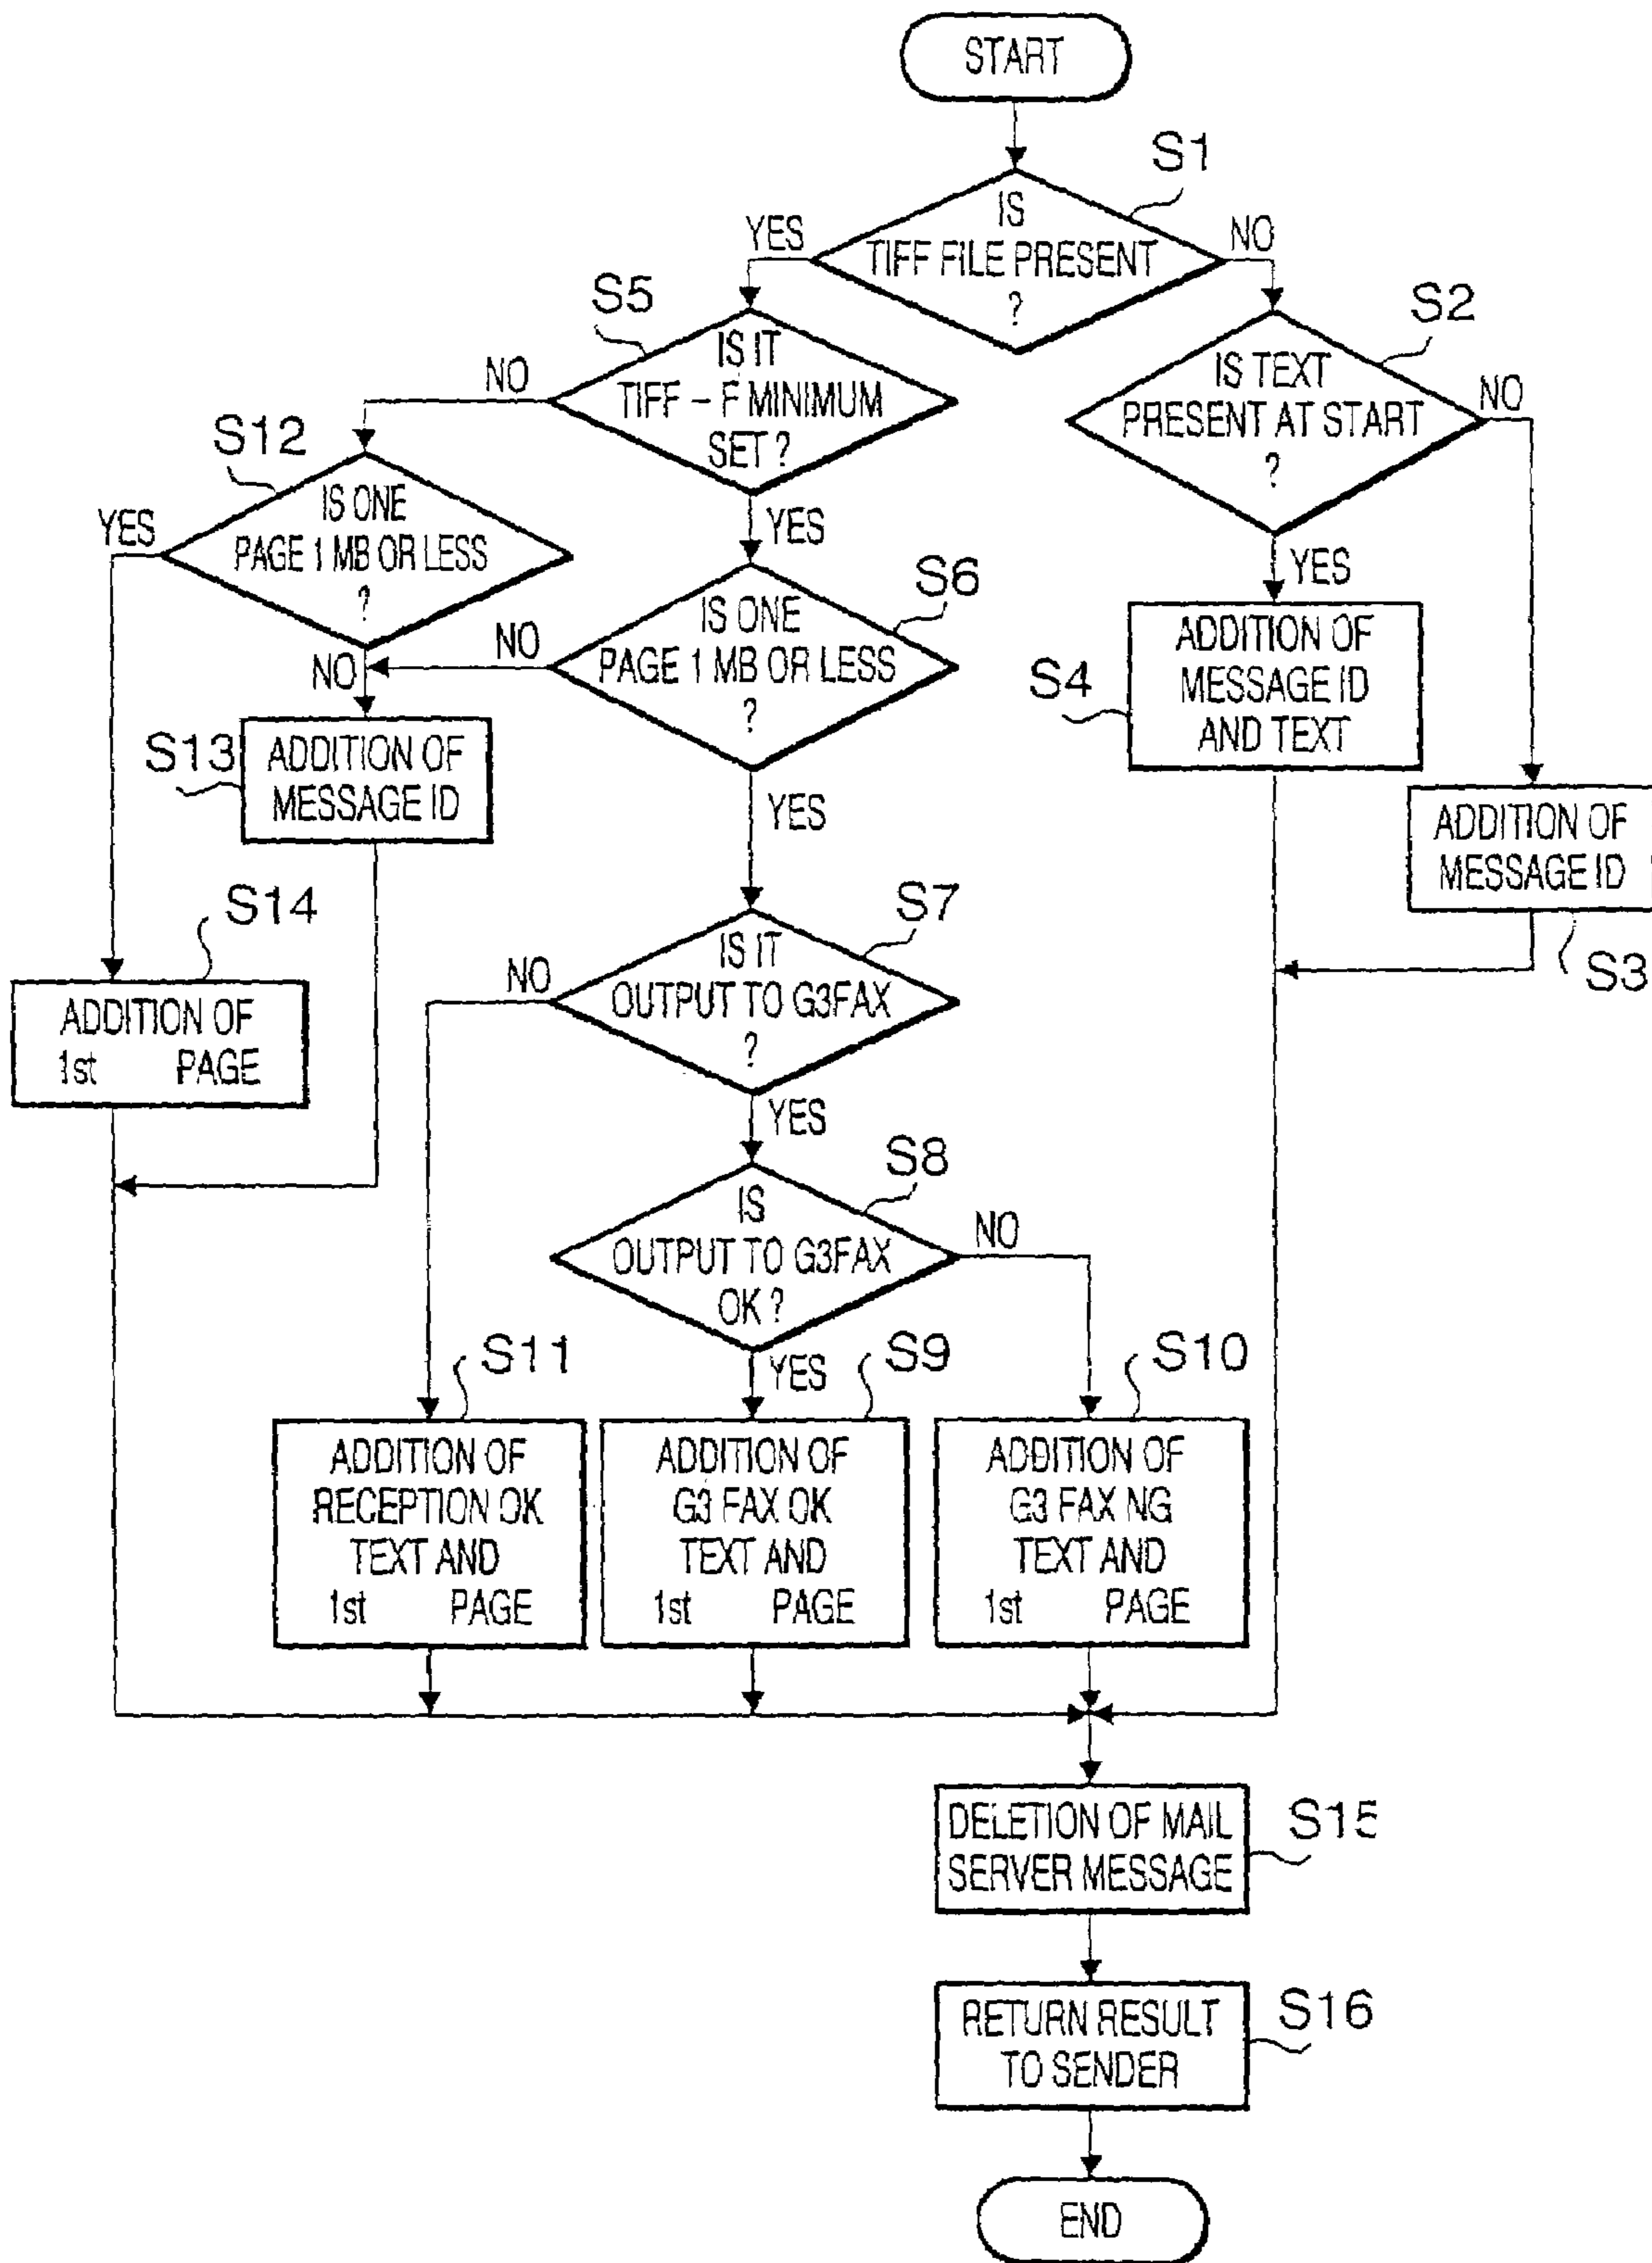 START
S1
IS
TIFF FILE PRESENT
?
YES
NO
S5
IS IT
TIFF – F MINIMUM
SET ?
NO
YES
S2
IS TEXT
PRESENT AT START
?
NO
YES
S12
IS ONE
PAGE 1 MB OR LESS
?
YES
NO
S6
IS ONE
PAGE 1 MB OR LESS
?
NO
YES
S4
ADDITION OF
MESSAGE ID
AND TEXT
S13
ADDITION OF
MESSAGE ID
ADDITION OF
MESSAGE ID
S3
S14
ADDITION OF
1st PAGE
S7
IS IT
OUTPUT TO G3FAX
?
NO
YES
S8
IS
OUTPUT TO G3FAX
OK ?
NO
YES
S11
ADDITION OF
RECEPTION OK
TEXT AND
1st PAGE
S9
ADDITION OF
G3 FAX OK
TEXT AND
1st PAGE
S10
ADDITION OF
G3 FAX NG
TEXT AND
1st PAGE
DELETION OF MAIL
SERVER MESSAGE
S15
RETURN RESULT
TO SENDER
S16
END